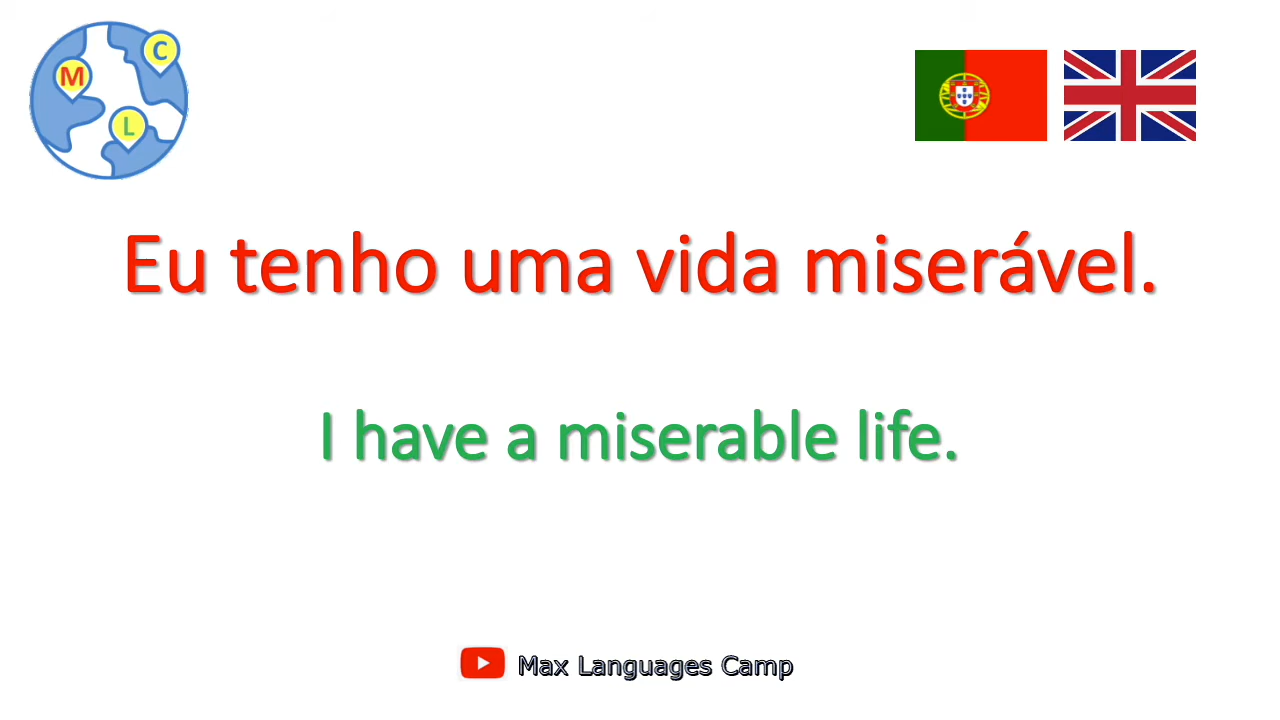 C
M
L
Eu tenho uma vida miserável.
I have a miserable life.
Max Languages Camp